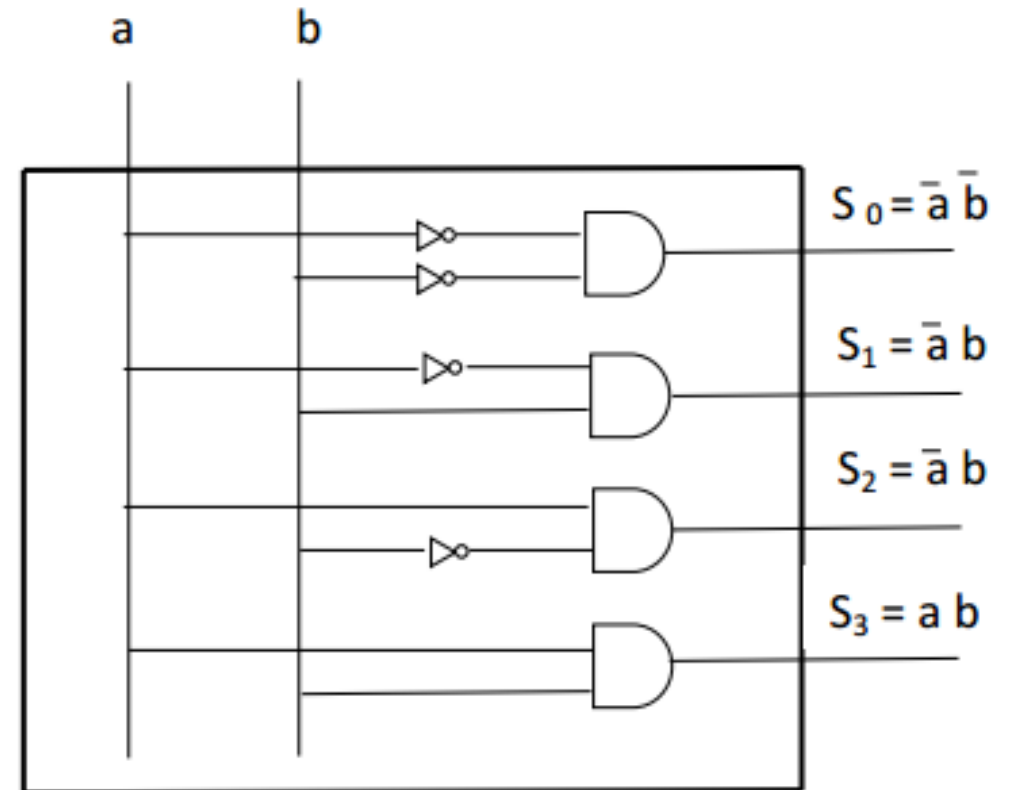 a b
S₀ = a̅ b̅
S₁ = a̅ b
S₂ = a̅ b
S₃ = a b